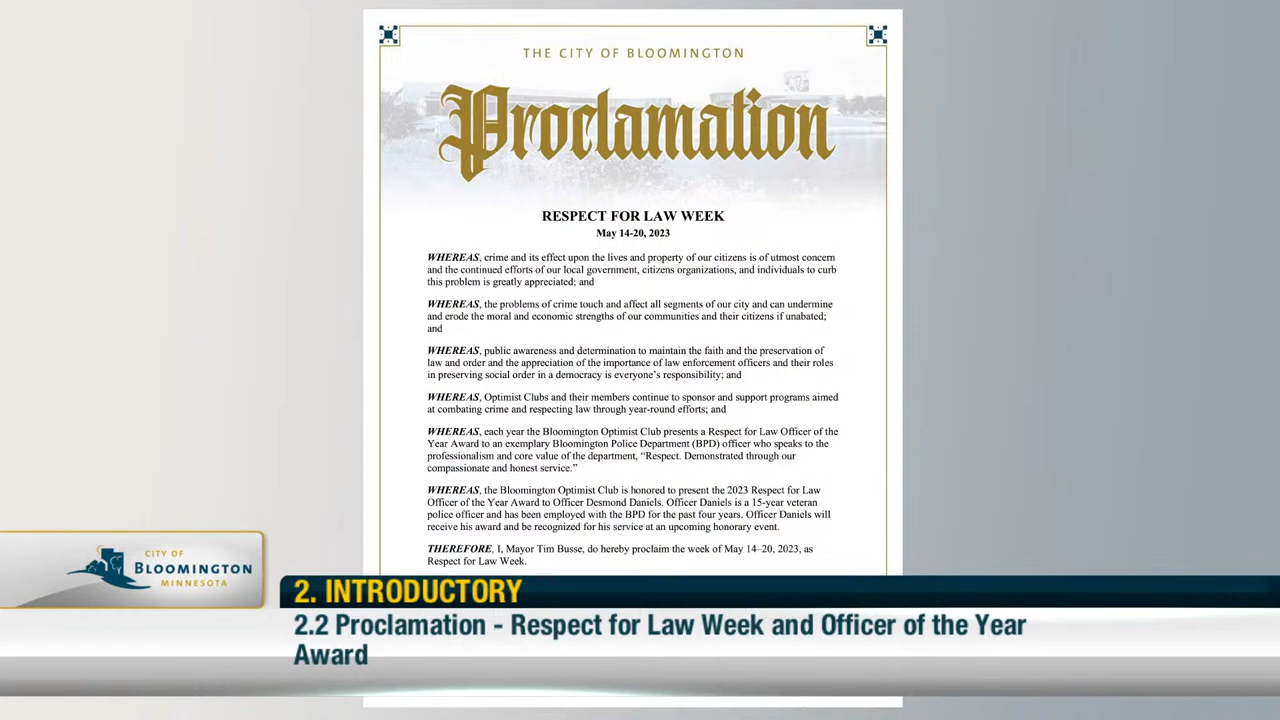 THE CITY OF BLOOMINGTON
Proclamation
RESPECT FOR LAW WEEK
May 14-20, 2023
WHEREAS, crime and its effect upon the lives and property of our citizens is of utmost concern
and the continued efforts of our local government, citizens organizations, and individuals to curb
this problem is greatly appreciated; and
WHEREAS, the problems of crime touch and affect all segments of our city and can undermine
and erode the moral and economic strengths of our communities and their citizens if unabated;
and
WHEREAS, public awareness and determination to maintain the faith and the preservation of
law and order and the appreciation of the importance of law enforcement officers and their roles
in preserving social order in a democracy is everyone's responsibility; and
WHEREAS, Optimist Clubs and their members continue to sponsor and support programs aimed
at combating crime and respecting law through year-round efforts; and
WHEREAS, each year the Bloomington Optimist Club presents a Respect for Law Officer of the
Year Award to an exemplary Bloomington Police Department (BPD) officer who speaks to the
professionalism and core value of the department, “Respect. Demonstrated through our
compassionate and honest service.”
WHEREAS, the Bloomington Optimist Club is honored to present the 2023 Respect for Law
Officer of the Year Award to Officer Desmond Daniels. Officer Daniels is a 15-year veteran
police officer and has been employed with the BPD for the past four years. Officer Daniels will
receive his award and be recognized for his service at an upcoming honorary event.
THEREFORE, I, Mayor Tim Busse, do hereby proclaim the week of May 14–20, 2023, as
Respect for Law Week.
CITY OF
BLOOMINGTON
MINNESOTA
2. INTRODUCTORY
2.2 Proclamation - Respect for Law Week and Officer of the Year
Award